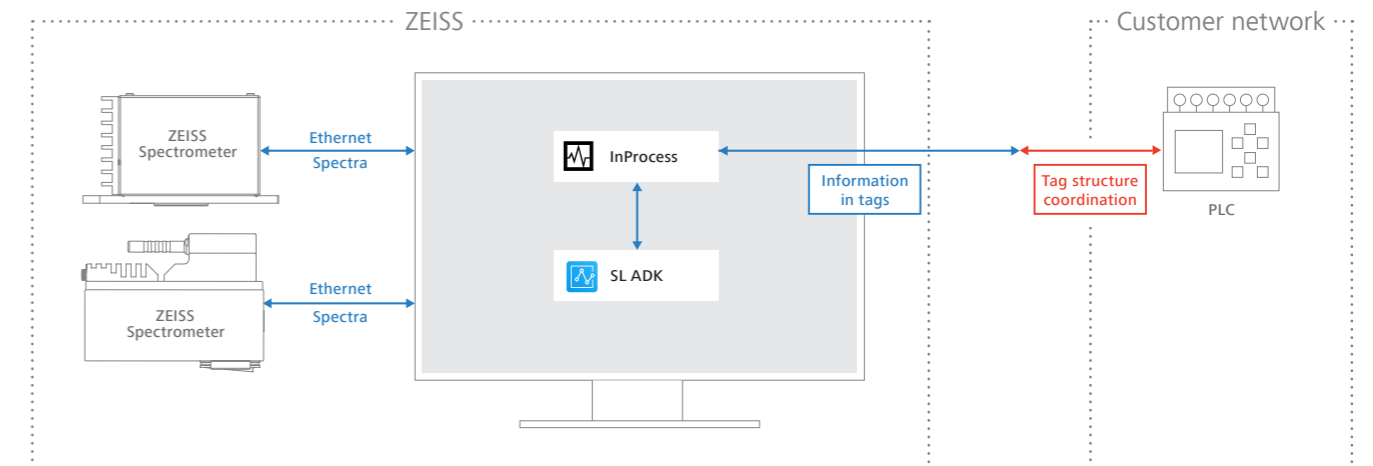 ZEISS
Customer network
ZEISS
Spectrometer
Ethernet
Spectra
InProcess
Information
in tags
Tag structure
coordination
PLC
SL ADK
ZEISS
Spectrometer
Ethernet
Spectra